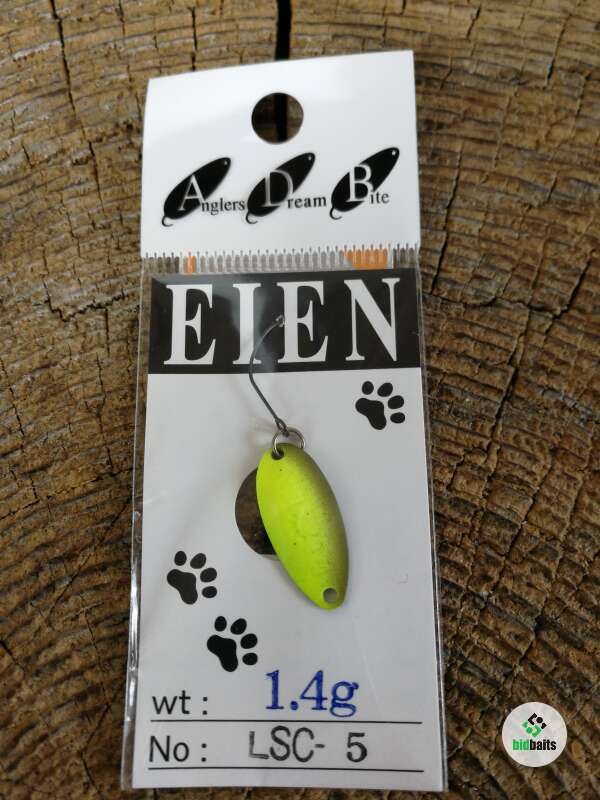 Anglers Dream Bite
EIEN
wt : 1.4g
No : LSC- 5
bidbaits